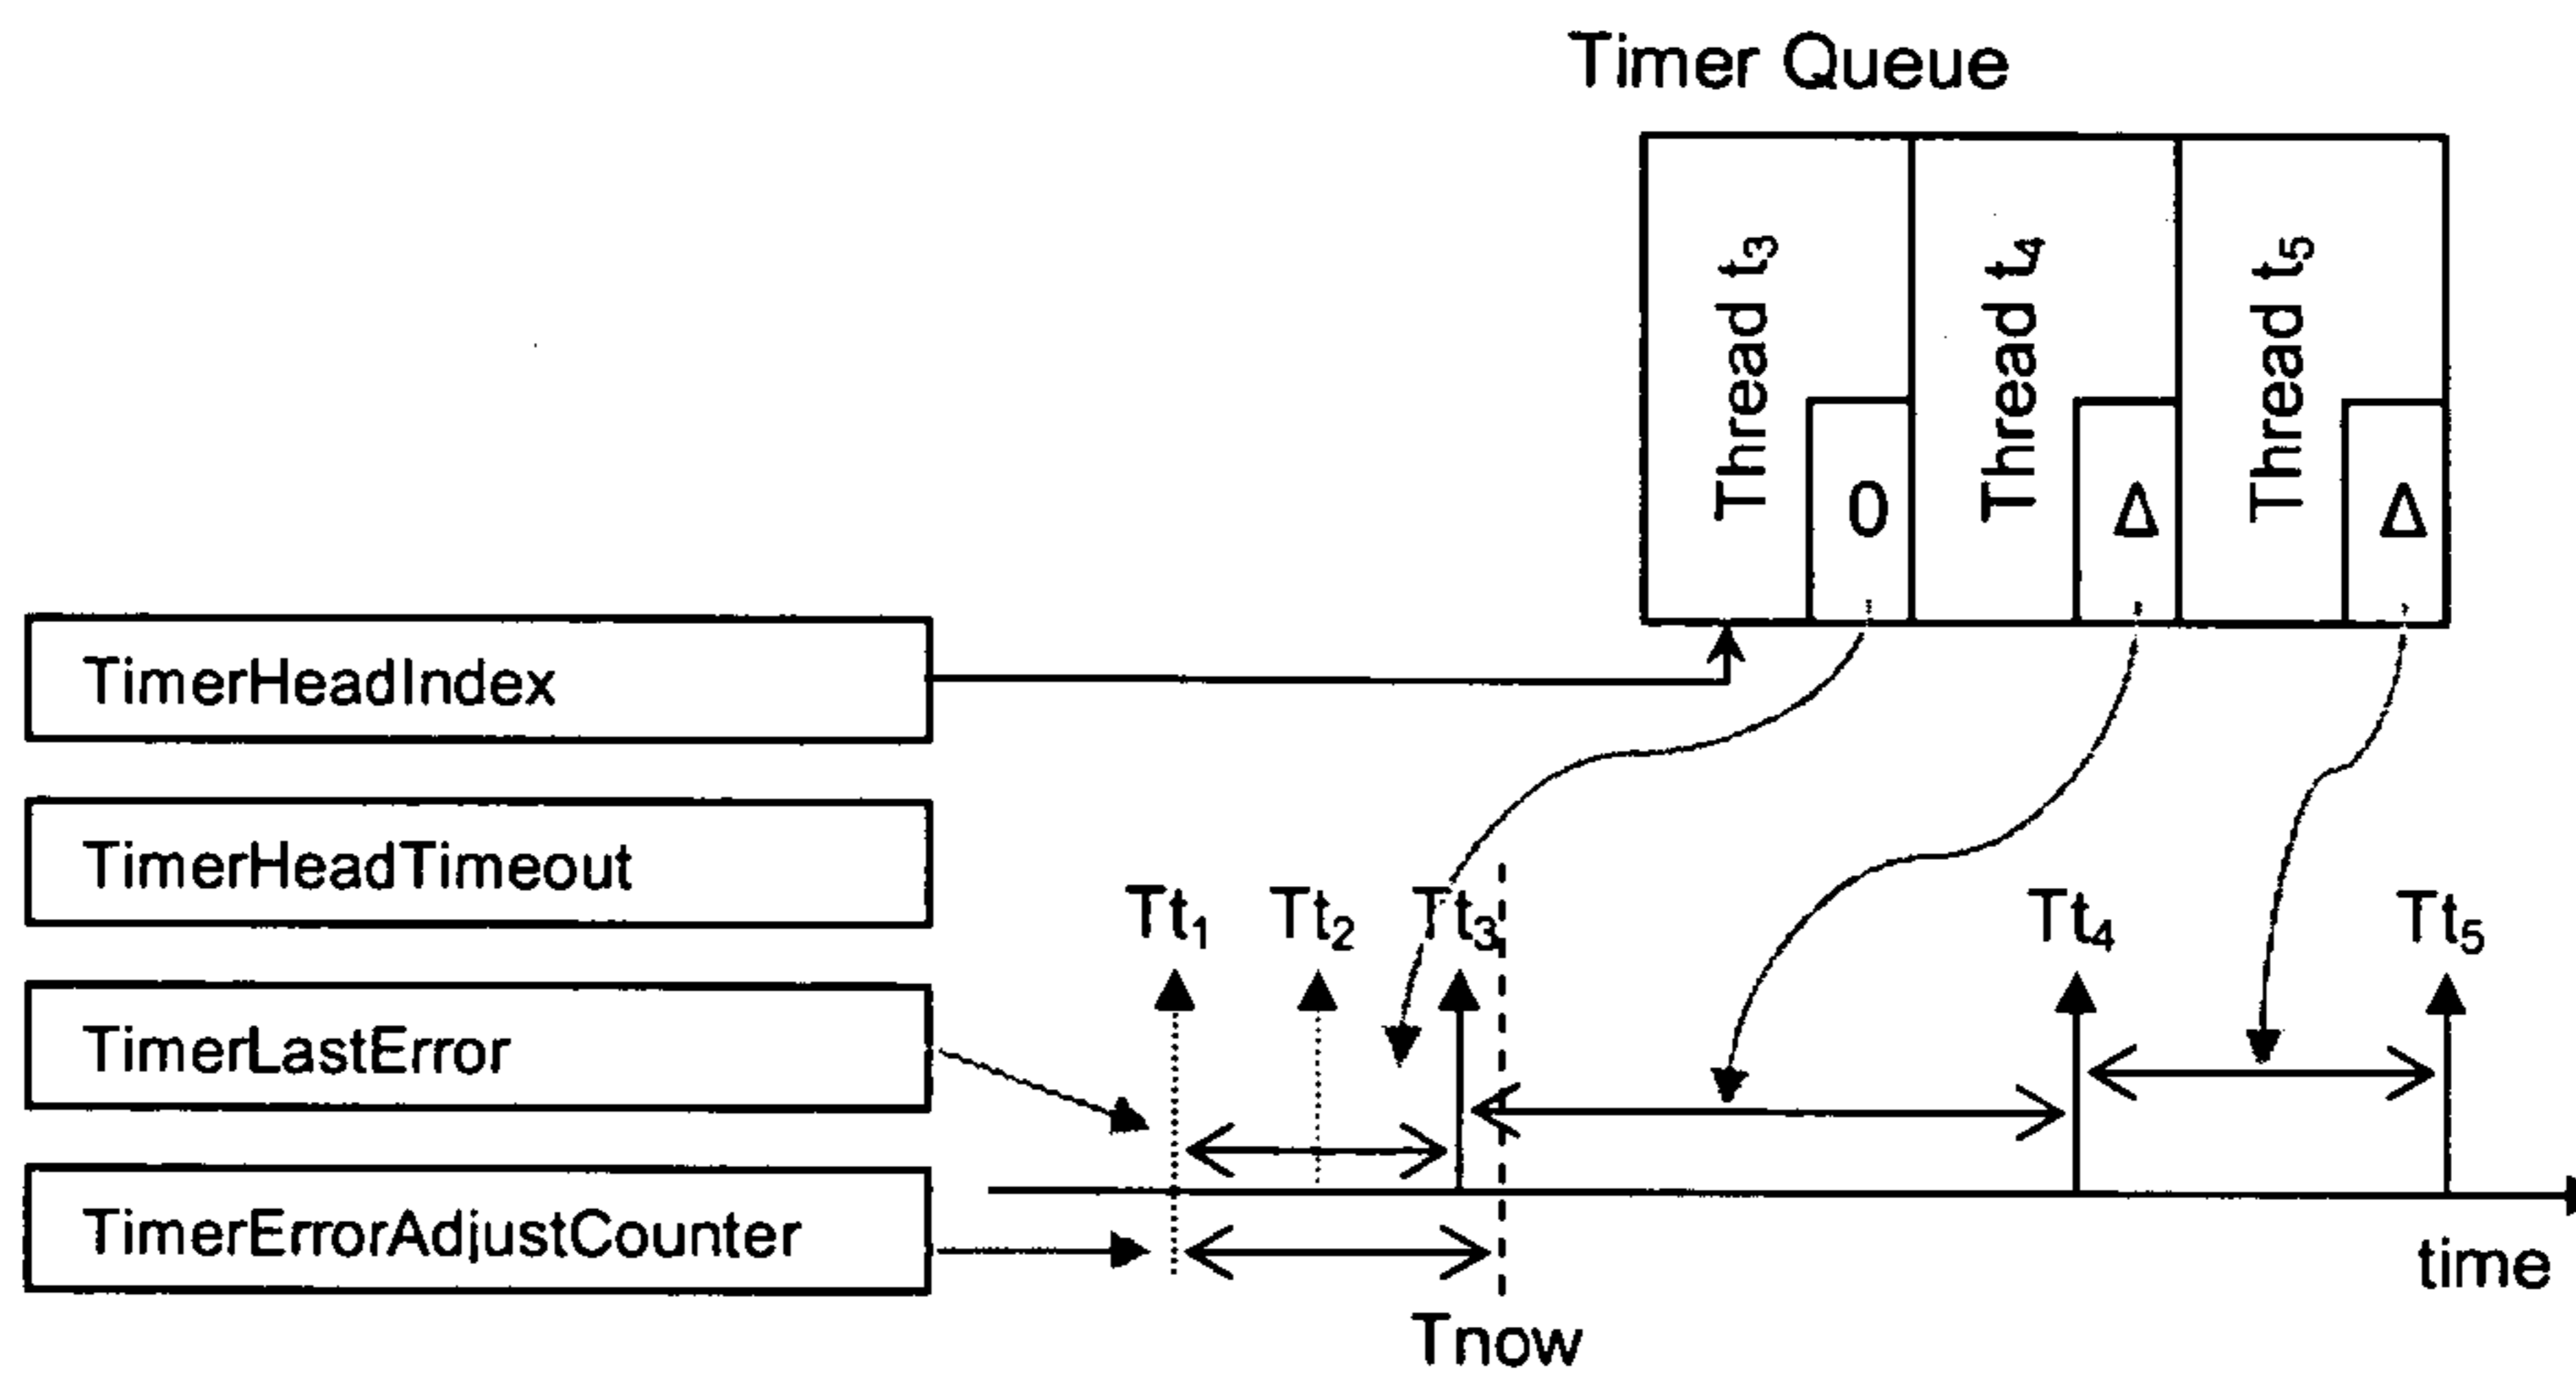 Timer Queue
Thread t₃
0
Thread t₄
Δ
Thread t₅
Δ
TimerHeadIndex
TimerHeadTimeout
TimerLastError
TimerErrorAdjustCounter
Tt₁ Tt₂ Tt₃ Tt₄ Tt₅
time
Tnow